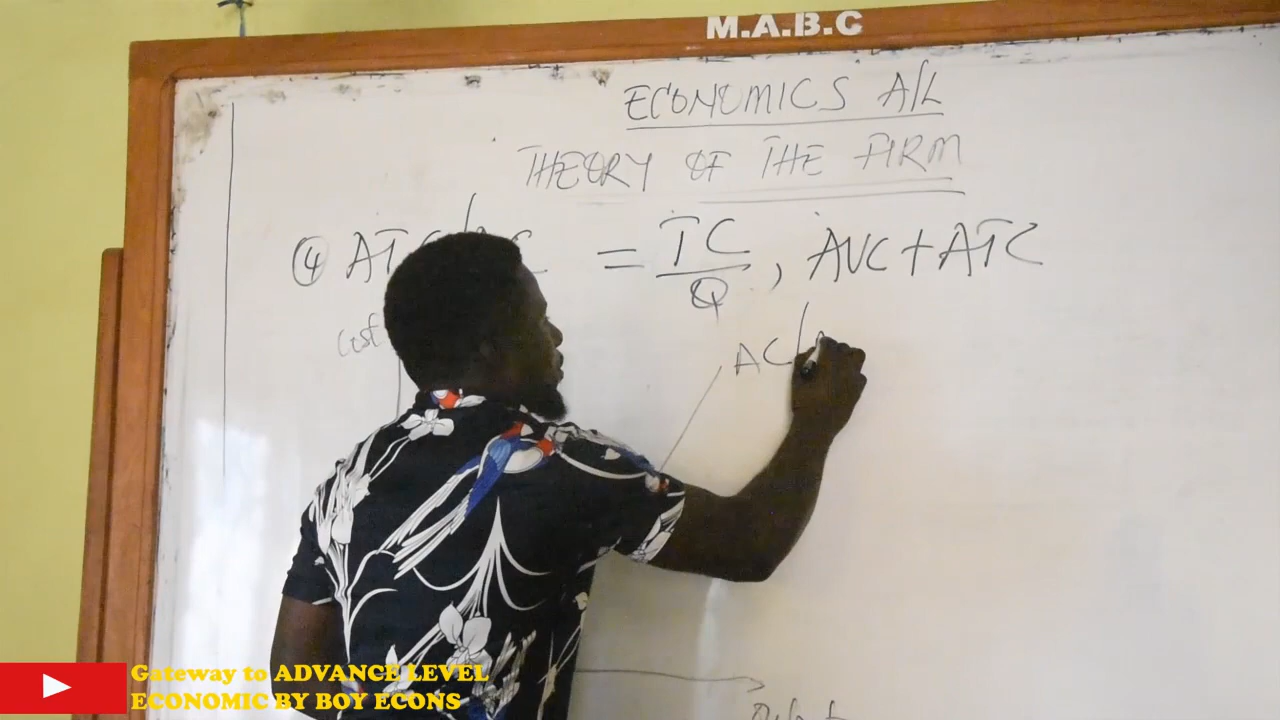 M.A.B.C
ECONOMICS A/L
THEORY OF THE FIRM
④ AT C = TC/Q, AVC + ATC
Cost
AC/
Gateway to ADVANCE LEVEL
ECONOMIC BY BOY ECONS